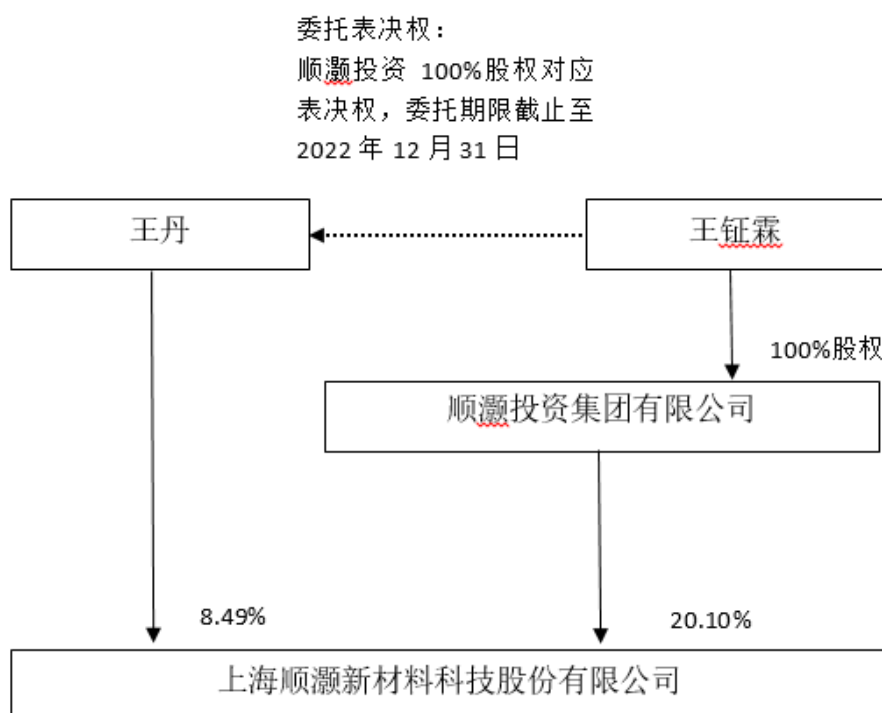 委托表决权：
顺灏投资 100%股权对应
表决权，委托期限截止至
2022 年 12 月 31 日
王丹
王钲霖
100%股权
顺灏投资集团有限公司
8.49%
20.10%
上海顺灏新材料科技股份有限公司